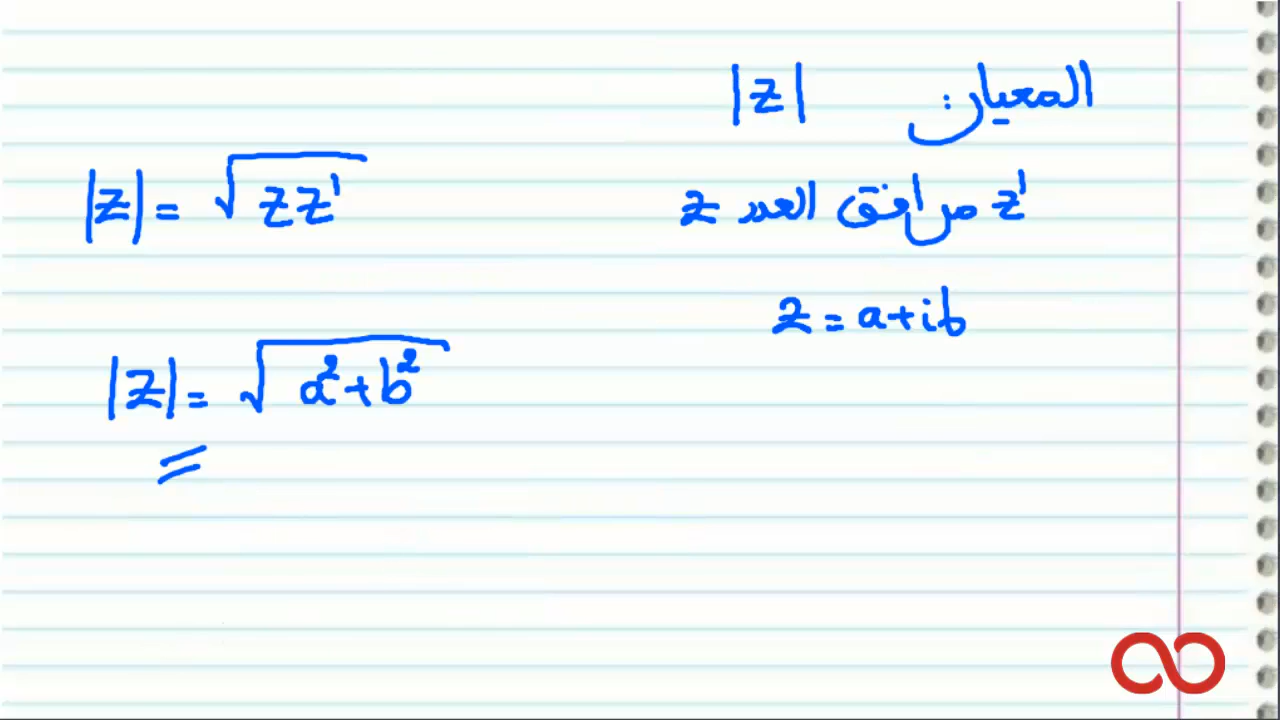 المعيار: |z|
z' مرافق العدد z
|z| = √zz'
z = a+ib
|z| = √a²+b²
=